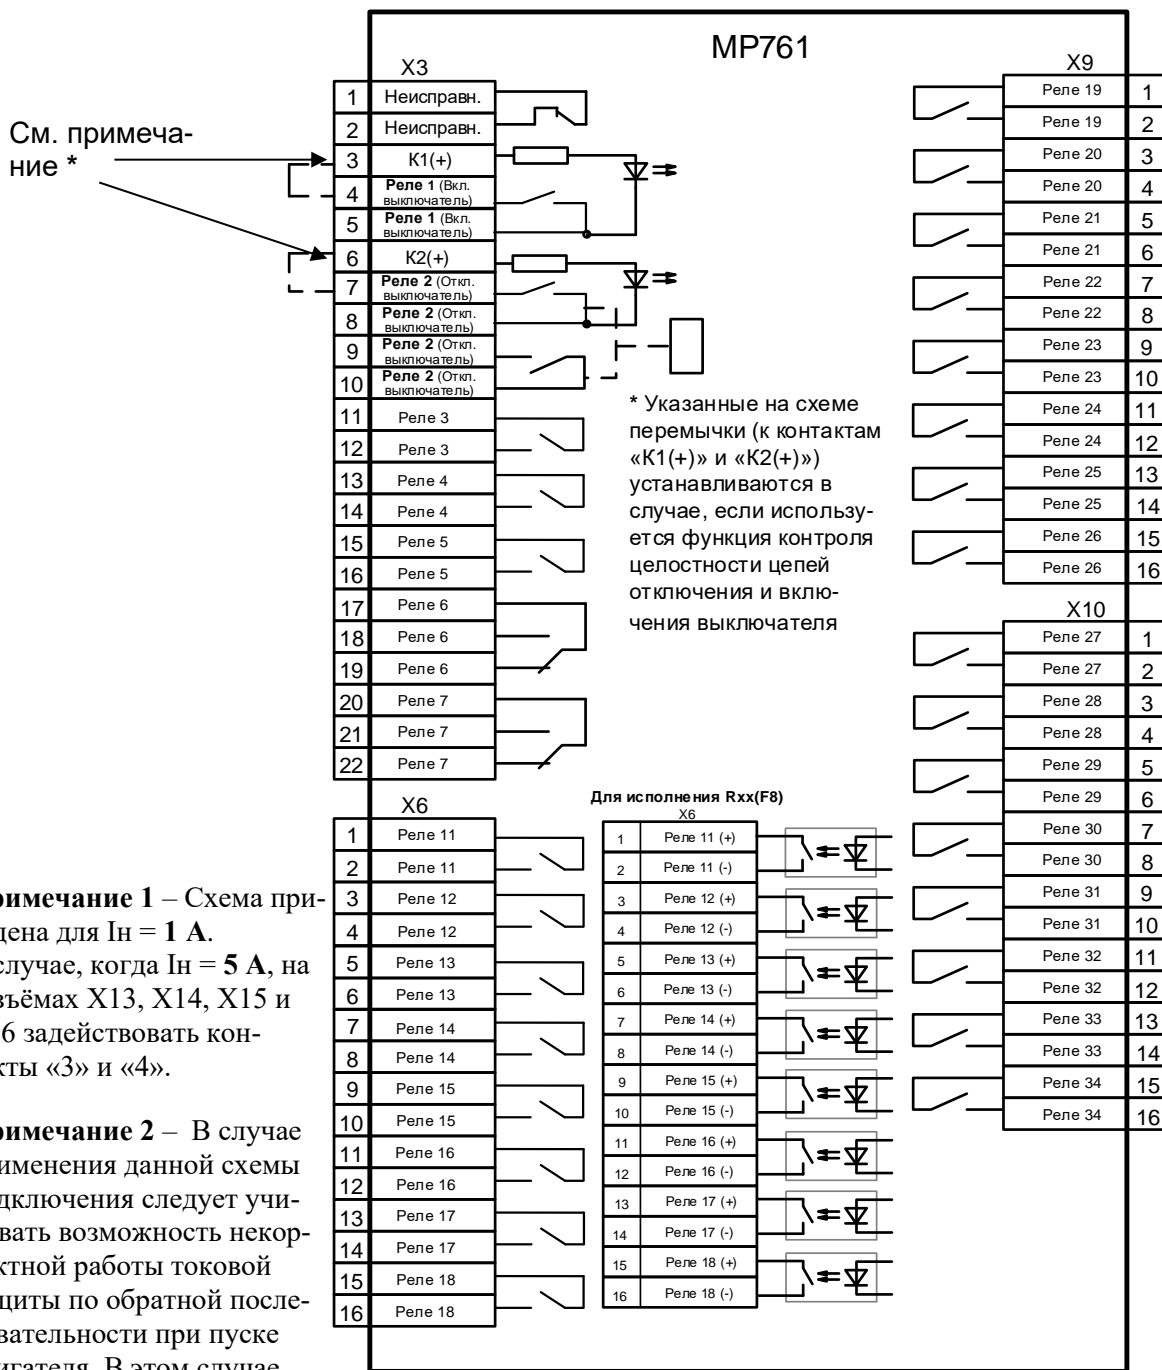 МР761
См. примеча-
ние *
X3
1 Неисправн.
2 Неисправн.
3 К1(+)
4 Реле 1 (Вкл.
выключатель)
5 Реле 1 (Вкл.
выключатель)
6 К2(+)
7 Реле 2 (Откл.
выключатель)
8 Реле 2 (Откл.
выключатель)
9 Реле 2 (Откл.
выключатель)
10 Реле 2 (Откл.
выключатель)
11 Реле 3
12 Реле 3
13 Реле 4
14 Реле 4
15 Реле 5
16 Реле 5
17 Реле 6
18 Реле 6
19 Реле 6
20 Реле 7
21 Реле 7
22 Реле 7
* Указанные на схеме
перемычки (к контактам
«К1(+)» и «К2(+)»)
устанавливаются в
случае, если использу-
ется функция контроля
целостности цепей
отключения и вклю-
чения выключателя
X9
Реле 19 1
Реле 19 2
Реле 20 3
Реле 20 4
Реле 21 5
Реле 21 6
Реле 22 7
Реле 22 8
Реле 23 9
Реле 23 10
Реле 24 11
Реле 24 12
Реле 25 13
Реле 25 14
Реле 26 15
Реле 26 16
X10
Реле 27 1
Реле 27 2
Реле 28 3
Реле 28 4
Реле 29 5
Реле 29 6
Реле 30 7
Реле 30 8
Реле 31 9
Реле 31 10
Реле 32 11
Реле 32 12
Реле 33 13
Реле 33 14
Реле 34 15
Реле 34 16
X6
1 Реле 11
2 Реле 11
3 Реле 12
4 Реле 12
5 Реле 13
6 Реле 13
7 Реле 14
8 Реле 14
9 Реле 15
10 Реле 15
11 Реле 16
12 Реле 16
13 Реле 17
14 Реле 17
15 Реле 18
16 Реле 18
Для исполнения Rxx(F8)
X6
1 Реле 11 (+)
2 Реле 11 (-)
3 Реле 12 (+)
4 Реле 12 (-)
5 Реле 13 (+)
6 Реле 13 (-)
7 Реле 14 (+)
8 Реле 14 (-)
9 Реле 15 (+)
10 Реле 15 (-)
11 Реле 16 (+)
12 Реле 16 (-)
13 Реле 17 (+)
14 Реле 17 (-)
15 Реле 18 (+)
16 Реле 18 (-)
римечание 1 – Схема при-
дена для Iн = 1 А.
случае, когда Iн = 5 А, на
зъёмах X13, X14, X15 и
6 задействовать кон-
кты «3» и «4».
римечание 2 – В случае
именения данной схемы
дключения следует учи-
вать возможность некор-
ктной работы токовой
щиты по обратной после-
вательности при пуске
игателя. В этом случае